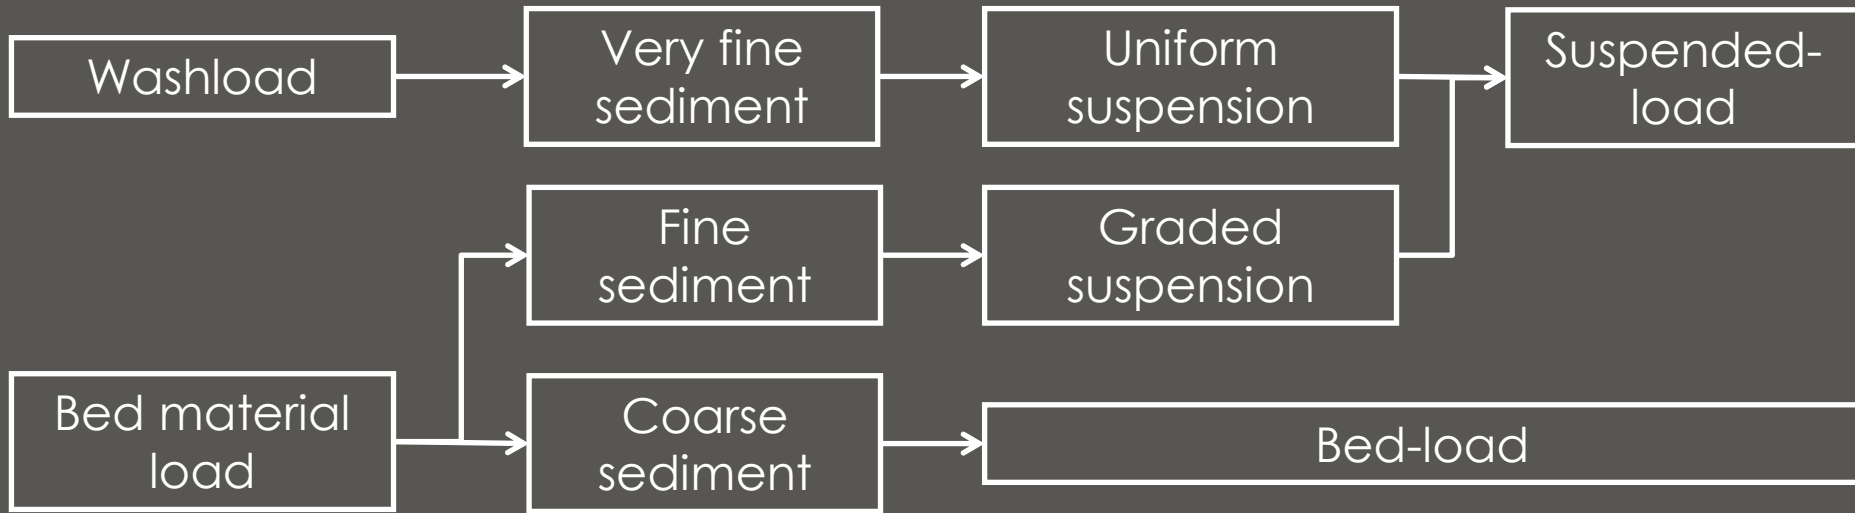 Washload
Very fine
sediment
Uniform
suspension
Suspended-
load
Fine
sediment
Graded
suspension
Bed material
load
Coarse
sediment
Bed-load